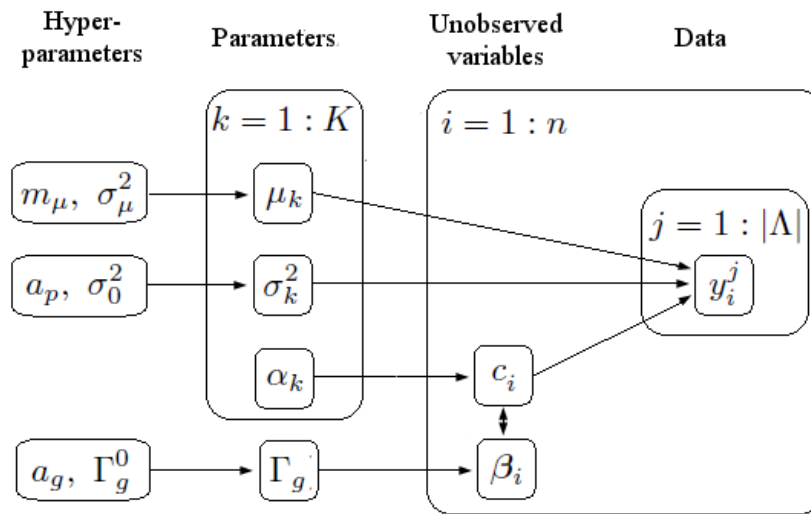 Hyper-
parameters
Parameters
Unobserved
variables
Data
k = 1 : K
i = 1 : n
m_μ, σ_μ^2
μ_k
j = 1 : |Λ|
a_p, σ_0^2
σ_k^2
y_i^j
α_k
c_i
a_g, Γ_g^0
Γ_g
β_i